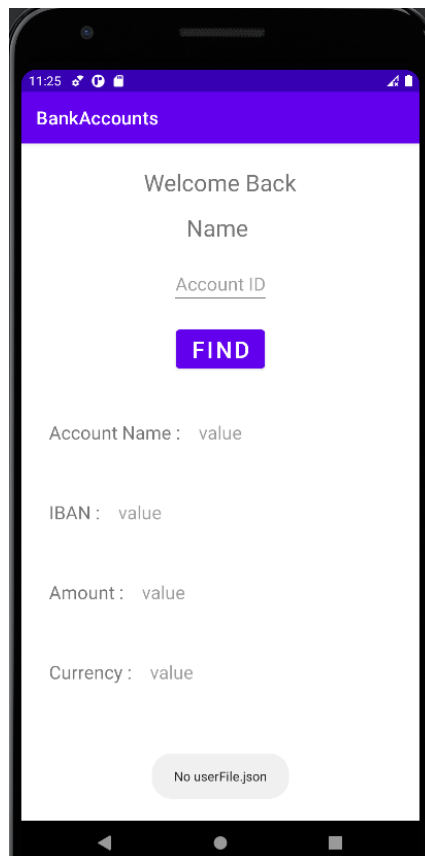 11:25
BankAccounts
Welcome Back
Name
Account ID
FIND
Account Name : value
IBAN : value
Amount : value
Currency : value
No userFile.json